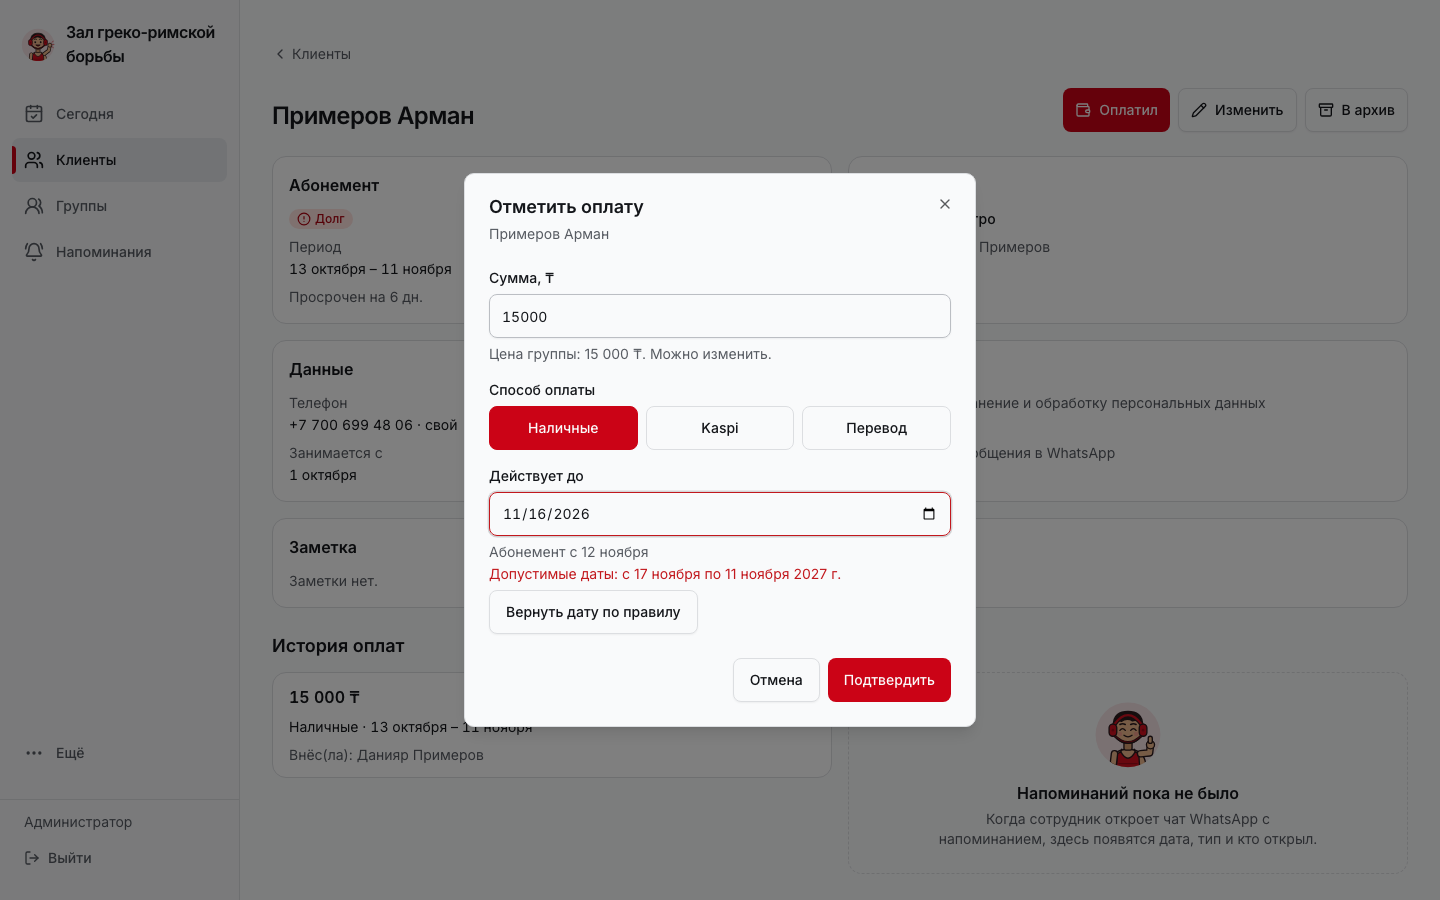 Зал греко-римской
борьбы
Сегодня
Клиенты
Группы
Напоминания
Ещё
Администратор
Выйти
Клиенты
Примеров Арман
Оплатил
Изменить
В архив
Абонемент
Долг
Период
13 октября – 11 ноября
Просрочен на 6 дн.
Примеров
Данные
Телефон
+7 700 699 48 06 · свой
Занимается с
1 октября
и обработку персональных данных
в WhatsApp
Заметка
Заметки нет.
История оплат
15 000 ₸
Наличные · 13 октября – 11 ноября
Внёс(ла): Данияр Примеров
Напоминаний пока не было
Когда сотрудник откроет чат WhatsApp с
напоминанием, здесь появятся дата, тип и кто открыл.
Отметить оплату
Примеров Арман
Сумма, ₸
15000
Цена группы: 15 000 ₸. Можно изменить.
Способ оплаты
Наличные
Kaspi
Перевод
Действует до
11/16/2026
Абонемент с 12 ноября
Допустимые даты: с 17 ноября по 11 ноября 2027 г.
Вернуть дату по правилу
Отмена
Подтвердить